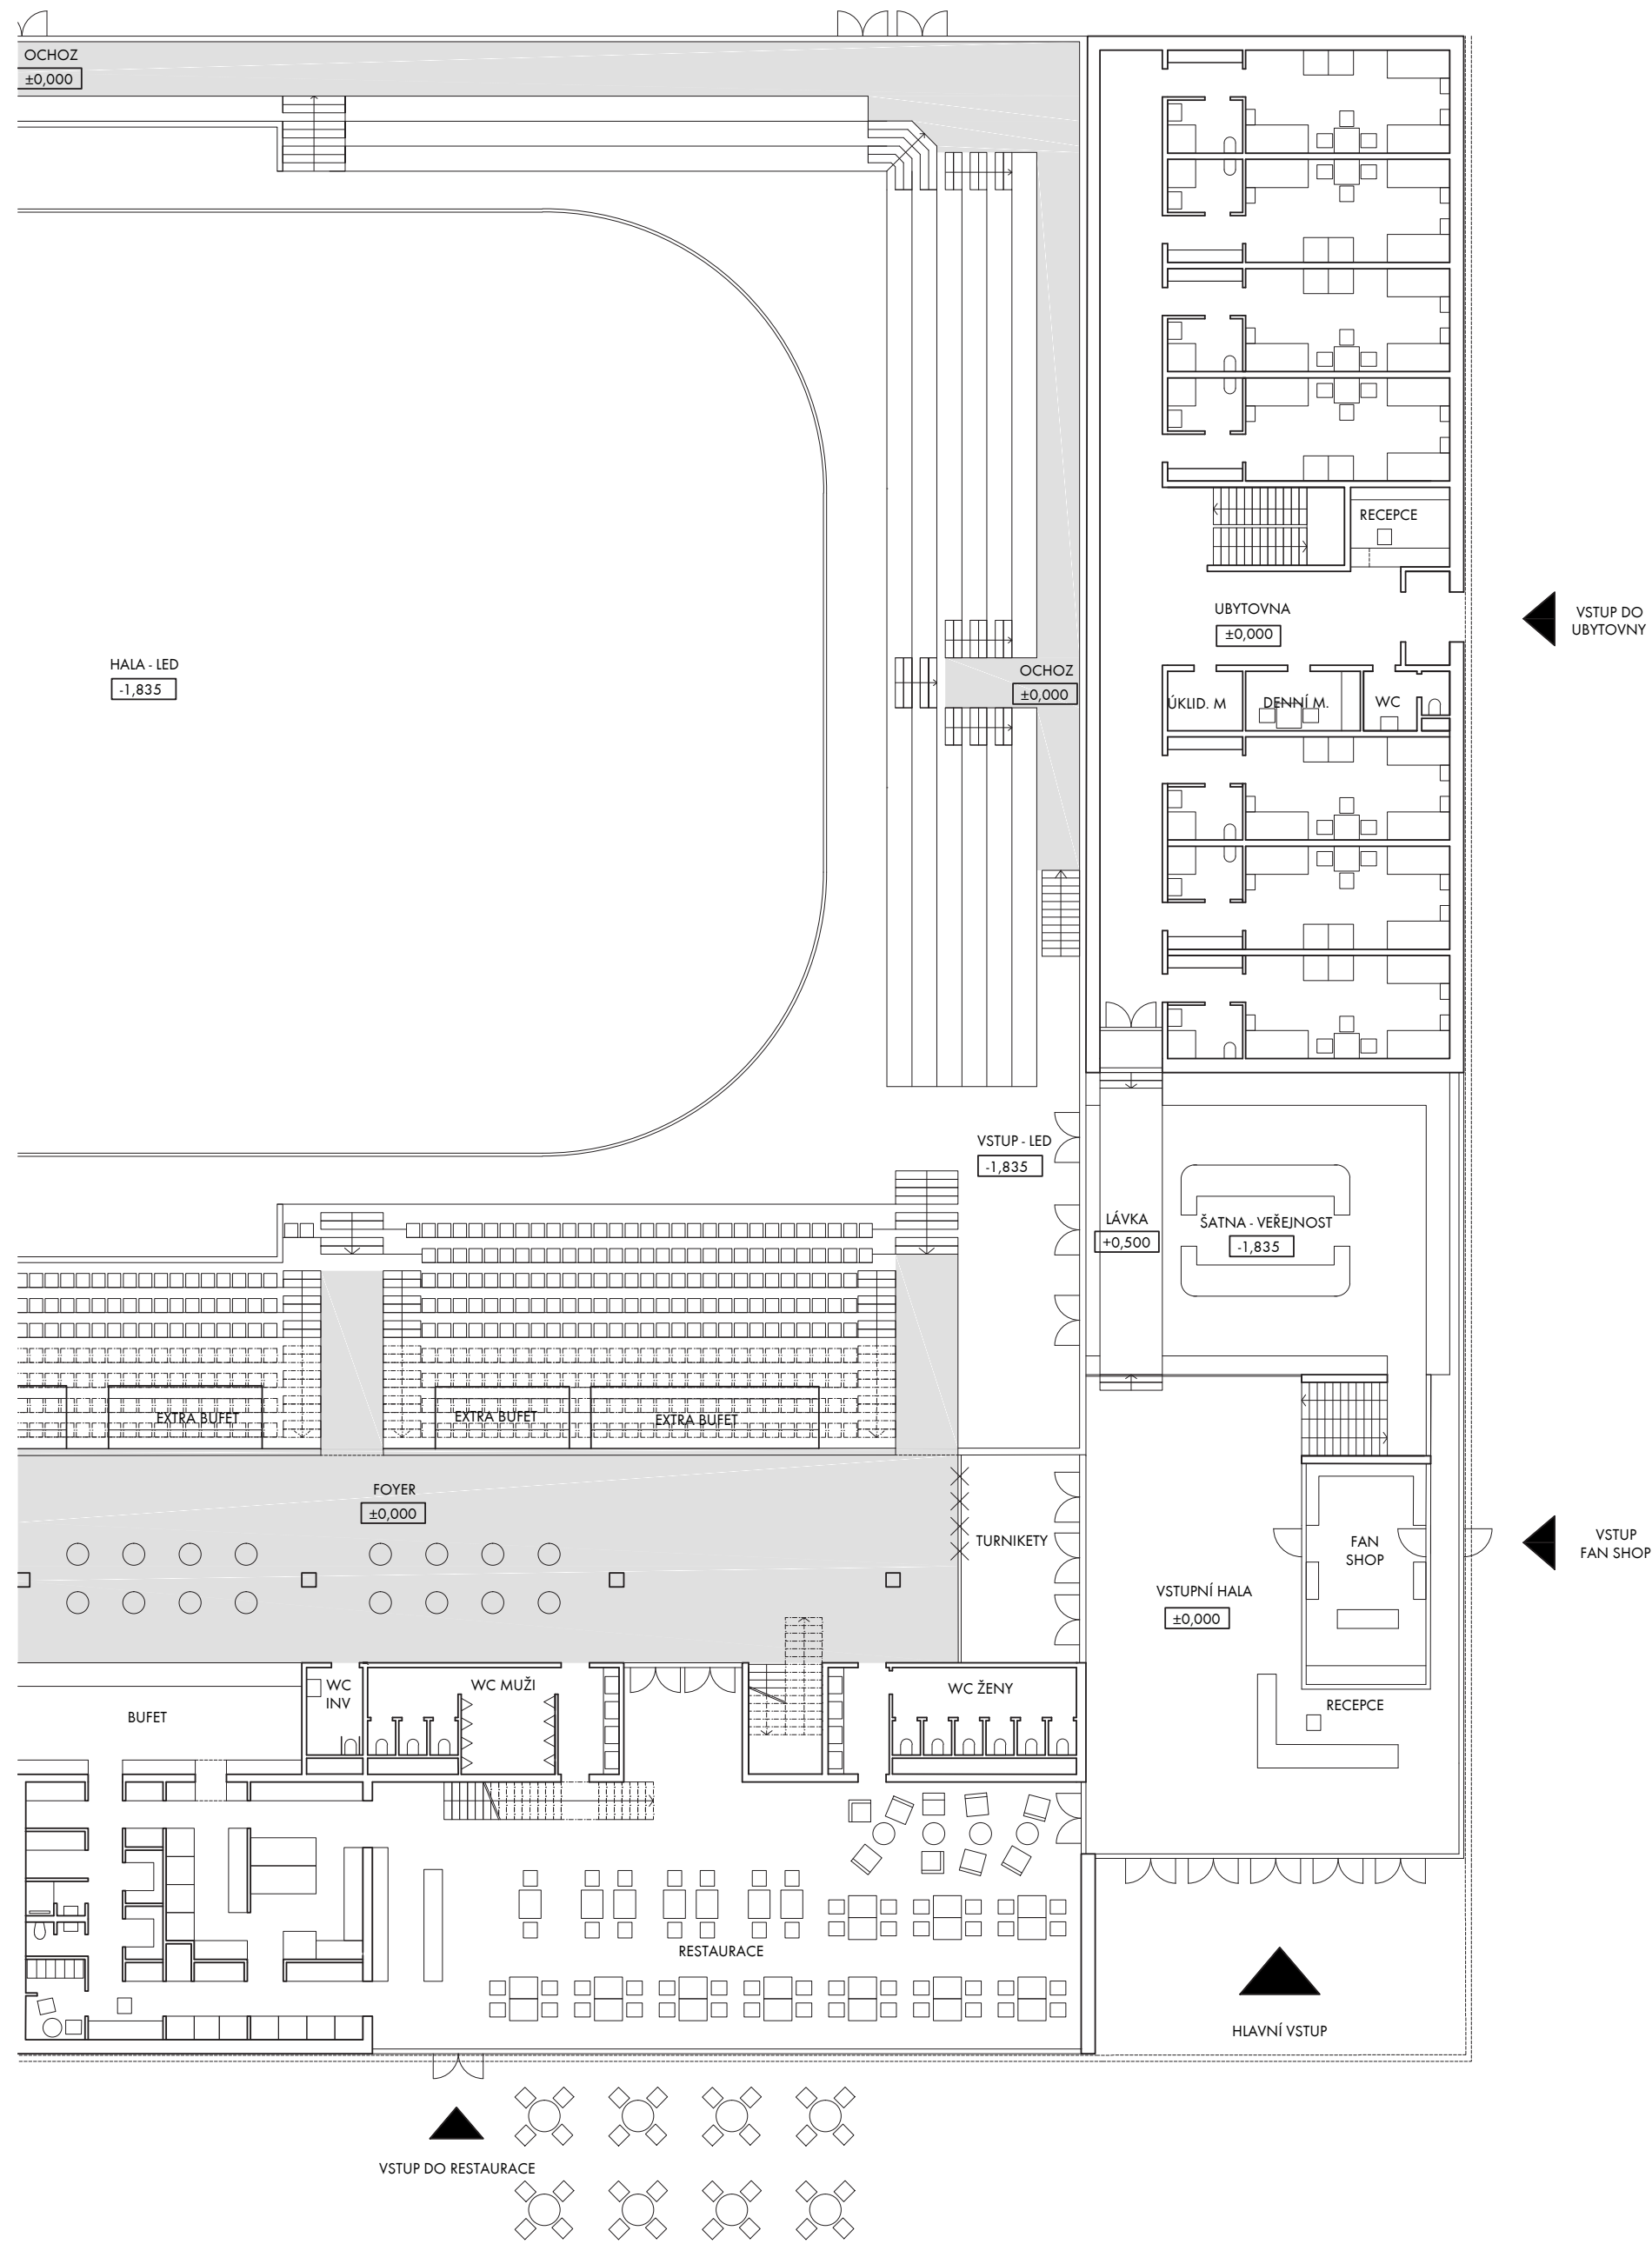 OCHOZ
±0,000
RECEPCE
UBYTOVNA
±0,000
VSTUP DO
UBYTOVNY
HALA - LED
-1,835
OCHOZ
±0,000
ÚKLID. M
DENNÍ M.
WC
VSTUP - LED
-1,835
LÁVKA
+0,500
ŠATNA - VEŘEJNOST
-1,835
EXTRA BUFET
EXTRA BUFET
EXTRA BUFET
FOYER
±0,000
TURNIKETY
FAN
SHOP
VSTUP
FAN SHOP
VSTUPNÍ HALA
±0,000
WC
INV
WC MUŽI
WC ŽENY
BUFET
RECEPCE
RESTAURACE
HLAVNÍ VSTUP
VSTUP DO RESTAURACE